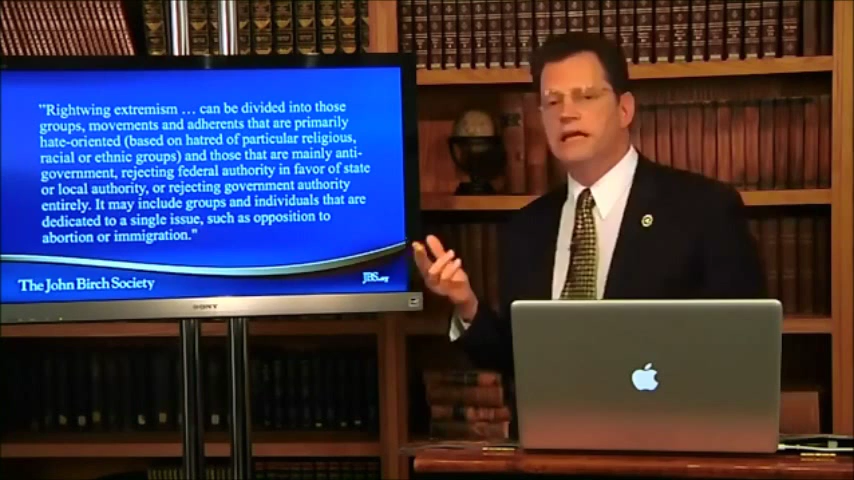 "Rightwing extremism … can be divided into those
groups, movements and adherents that are primarily
hate-oriented (based on hatred of particular religious,
racial or ethnic groups) and those that are mainly anti-
government, rejecting federal authority in favor of state
or local authority, or rejecting government authority
entirely. It may include groups and individuals that are
dedicated to a single issue, such as opposition to
abortion or immigration."
The John Birch Society
JBS.org
SONY